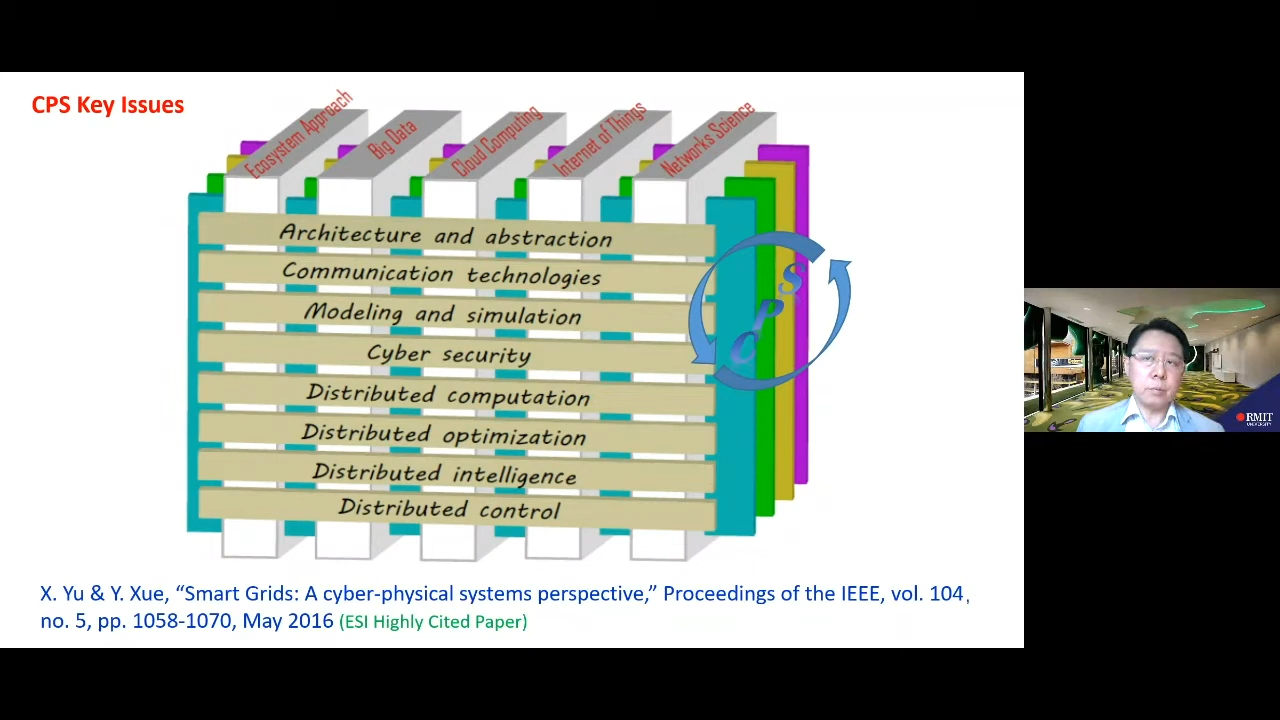 CPS Key Issues
Ecosystem Approach
Big Data
Cloud Computing
Internet of Things
Networks Science
Architecture and abstraction
Communication technologies
Modeling and simulation
Cyber security
Distributed computation
Distributed optimization
Distributed intelligence
Distributed control
CPS
RMIT
UNIVERSITY
X. Yu & Y. Xue, “Smart Grids: A cyber-physical systems perspective,” Proceedings of the IEEE, vol. 104,
no. 5, pp. 1058-1070, May 2016 (ESI Highly Cited Paper)